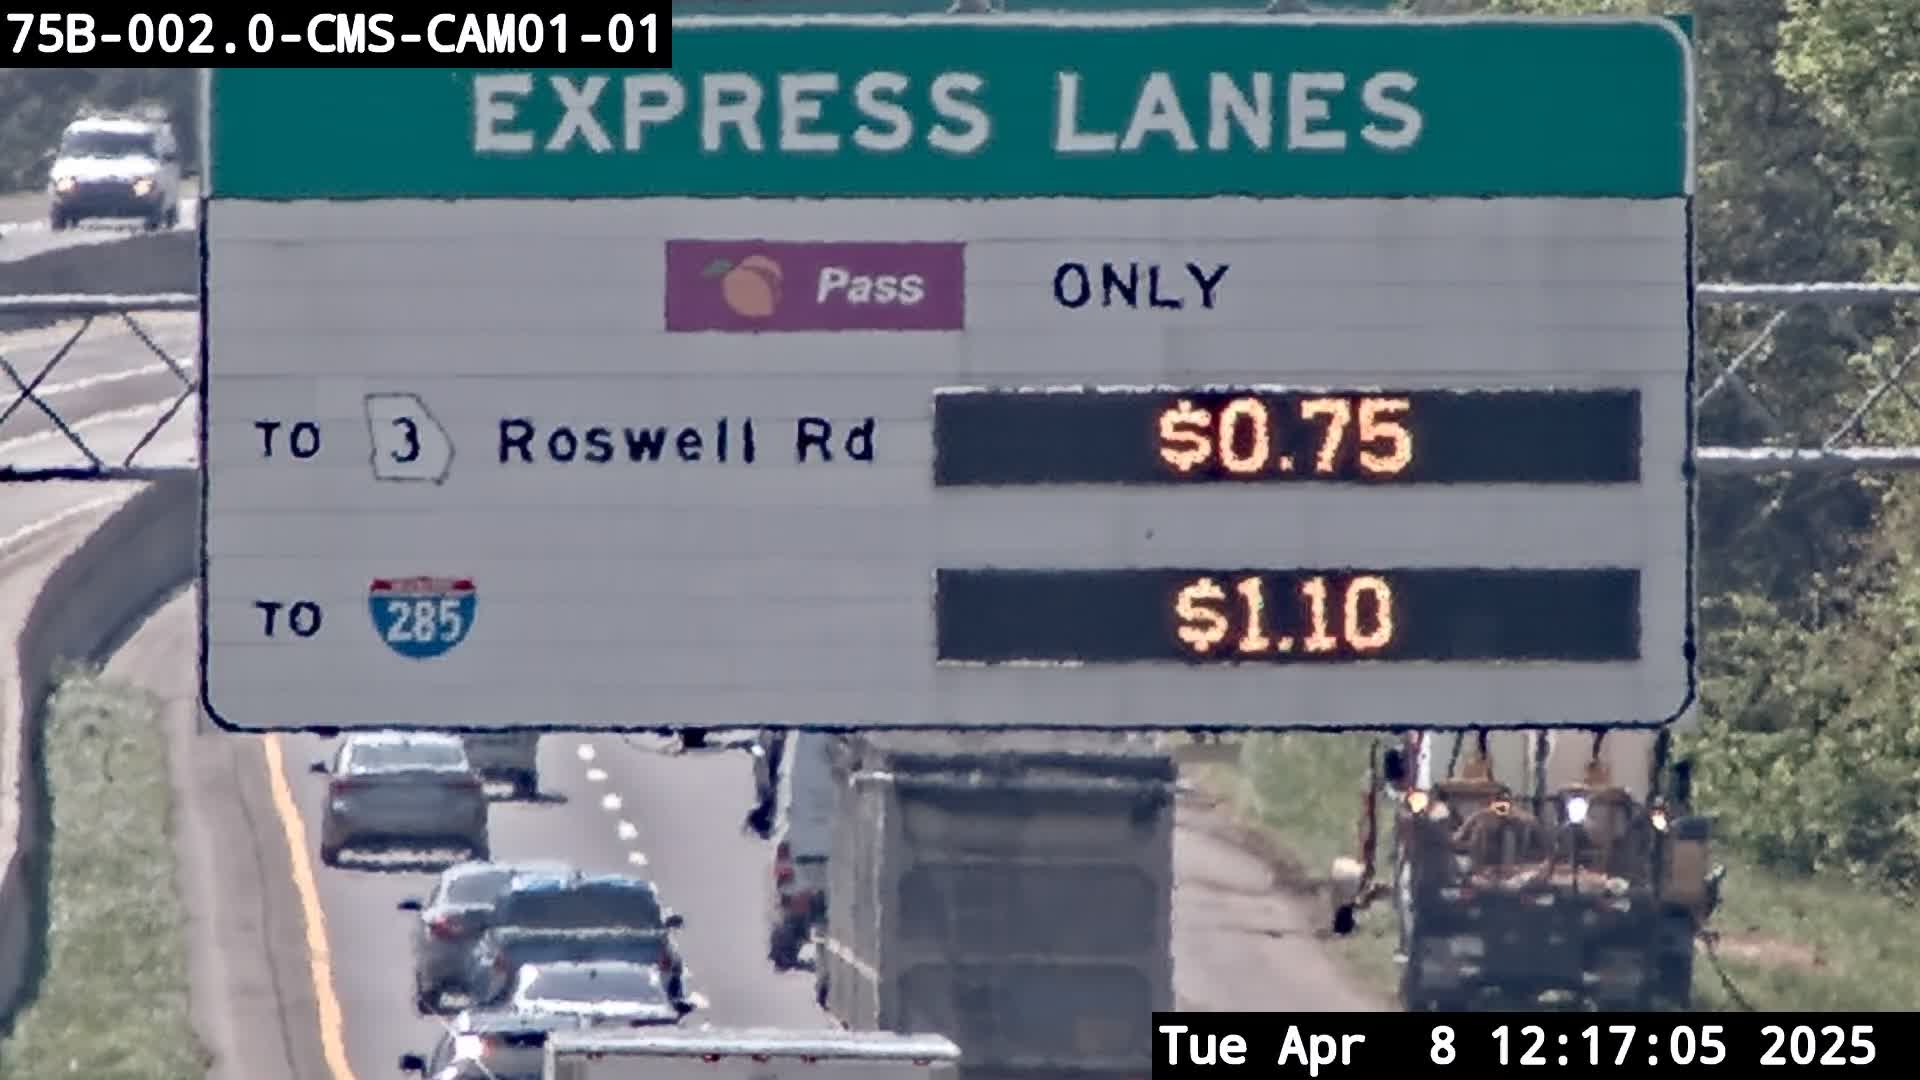 75B-002.0-CMS-CAM01-01
EXPRESS LANES
Pass ONLY
TO 3 Roswell Rd $0.75
TO 285 $1.10
Tue Apr 8 12:17:05 2025